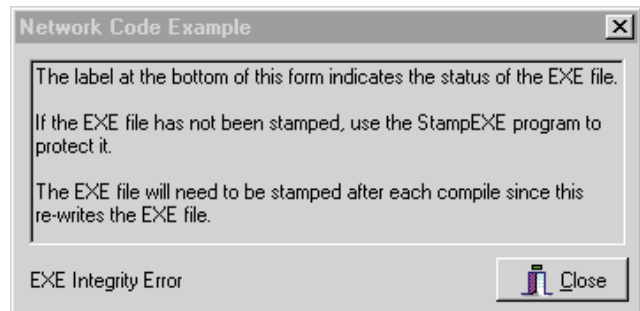 Network Code Example
The label at the bottom of this form indicates the status of the EXE file.
If the EXE file has not been stamped, use the StampEXE program to
protect it.
The EXE file will need to be stamped after each compile since this
re-writes the EXE file.
EXE Integrity Error
Close